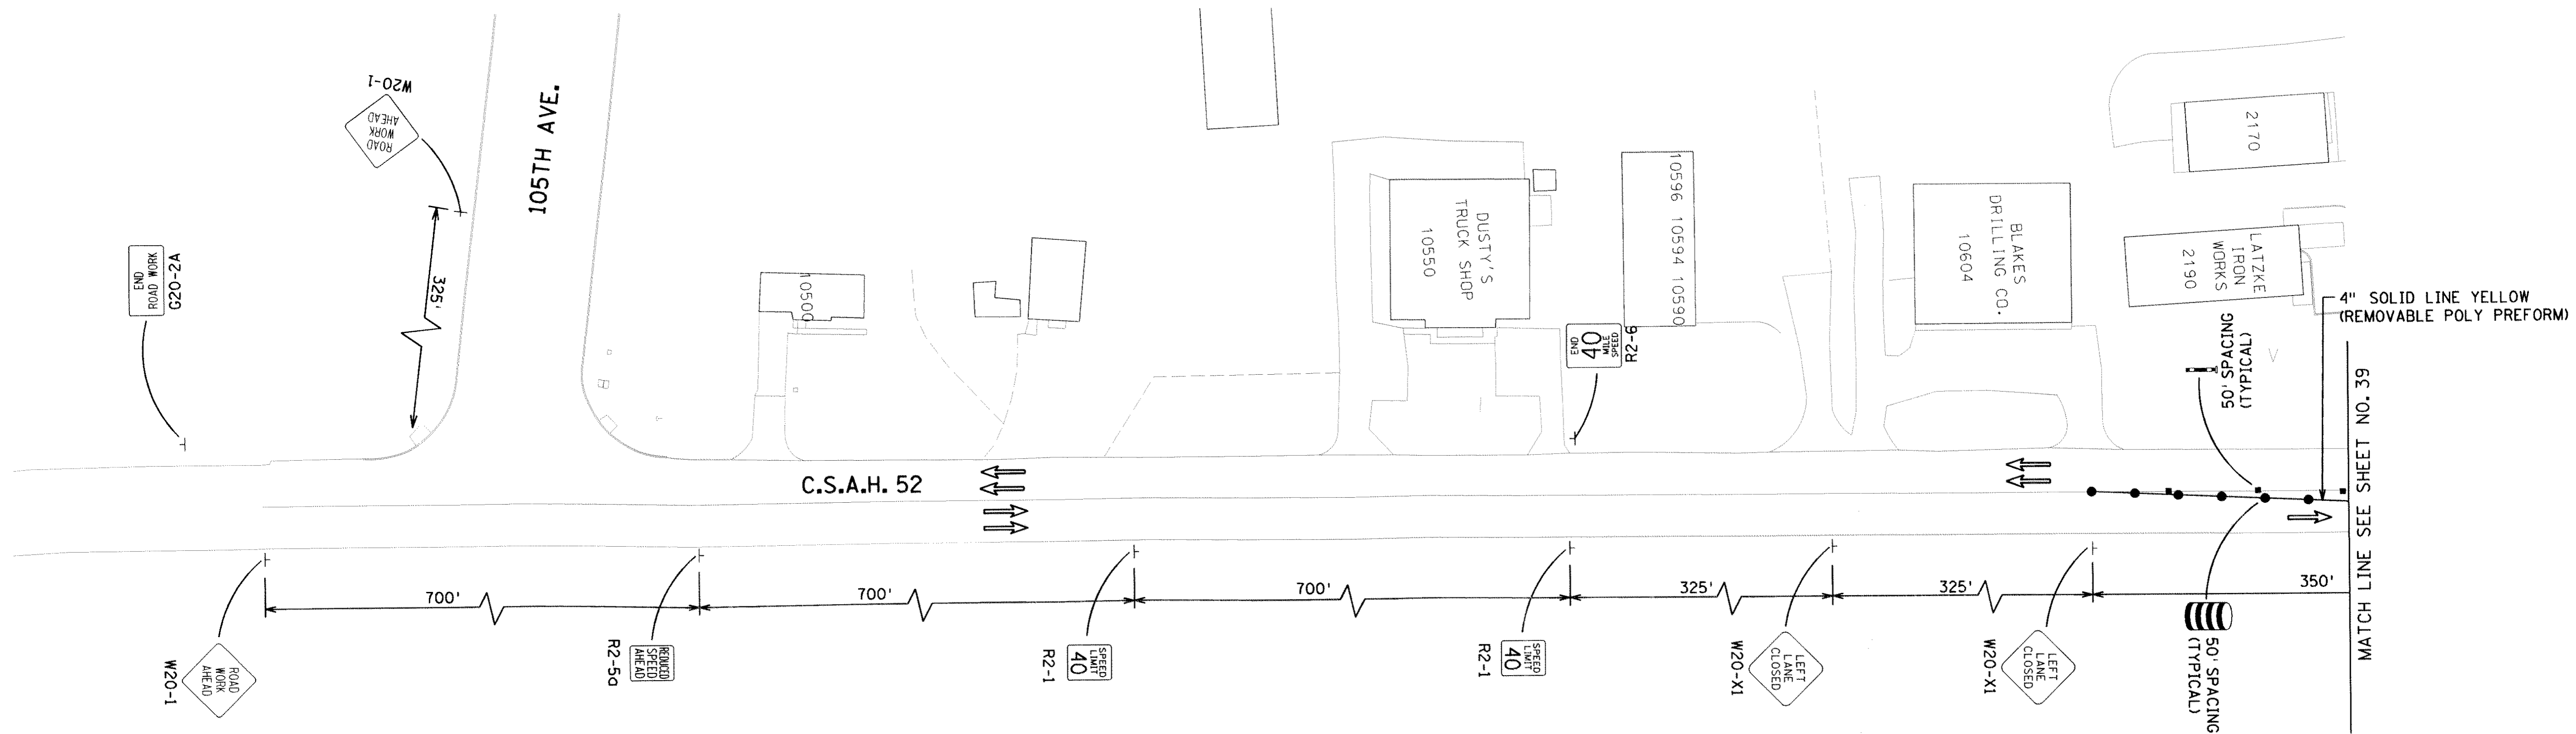 W20-1
ROAD
WORK
AHEAD
325'
105TH AVE.
END
ROAD WORK
G20-2A
10500
DUSTY'S
TRUCK SHOP
10550
END
40
MILE
SPEED
R2-6
10596 10594 10590
BLAKES
DRILLING CO.
10604
2170
LATZKE
IRON
WORKS
2190
4" SOLID LINE YELLOW
(REMOVABLE POLY PREFORM)
50' SPACING
(TYPICAL)
MATCH LINE SEE SHEET NO. 39
C.S.A.H. 52
700'
700'
700'
325'
325'
350'
W20-1
ROAD
WORK
AHEAD
R2-5a
REDUCED
SPEED
AHEAD
R2-1
SPEED
LIMIT
40
R2-1
SPEED
LIMIT
40
W20-X1
LEFT
LANE
CLOSED
W20-X1
LEFT
LANE
CLOSED
50' SPACING
(TYPICAL)